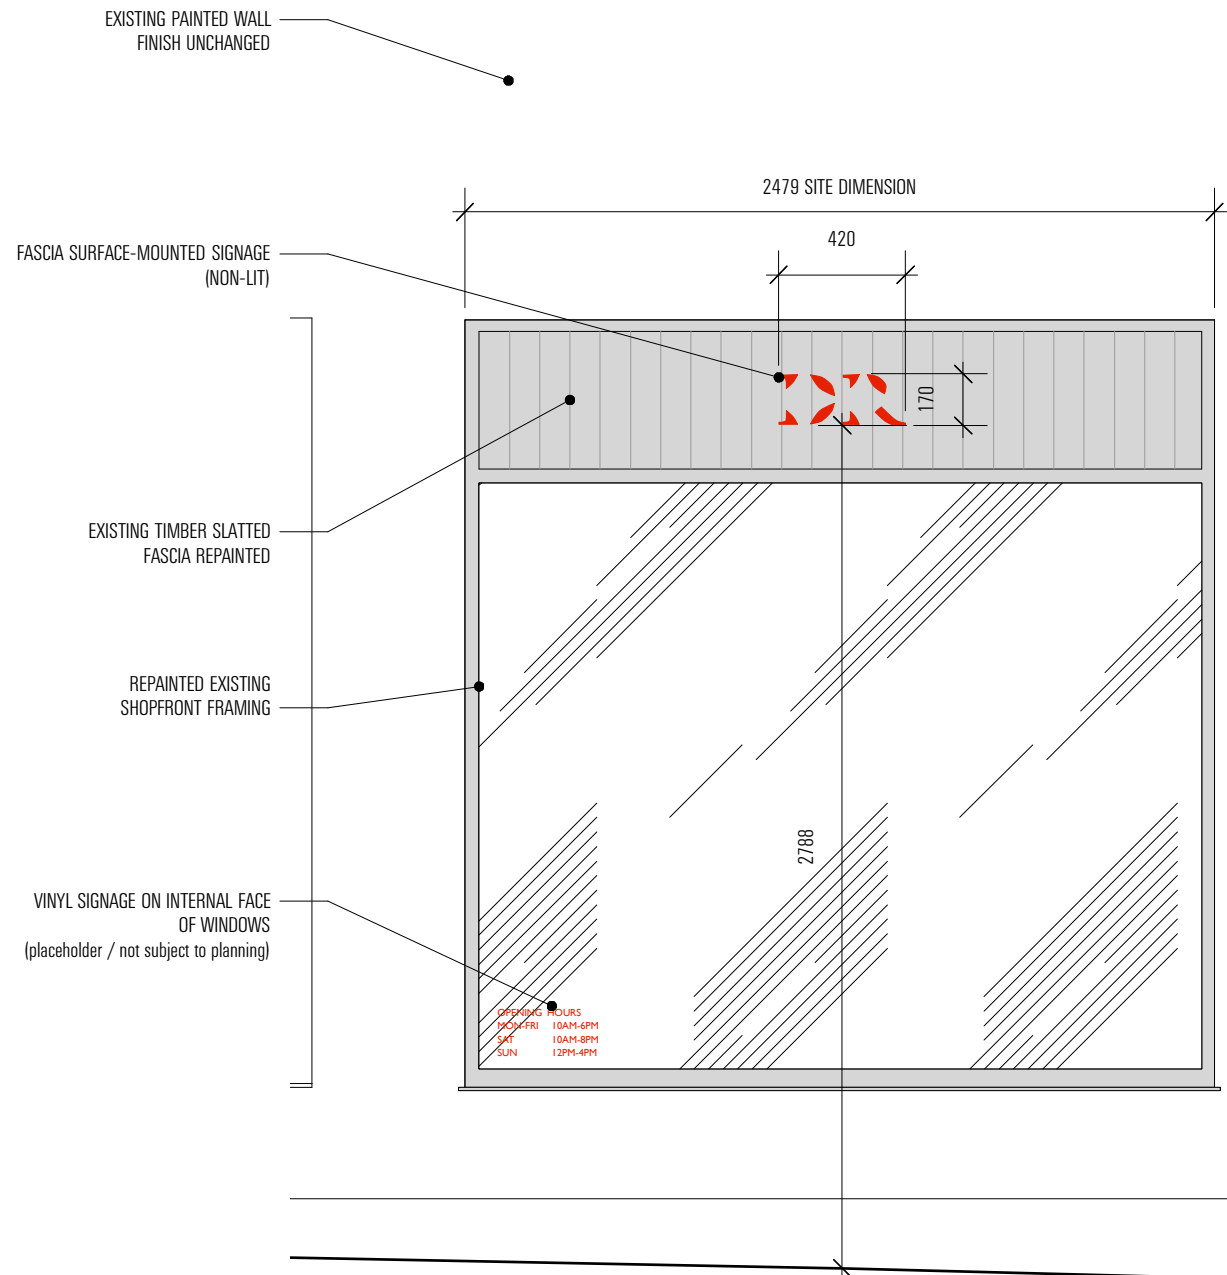 EXISTING PAINTED WALL
FINISH UNCHANGED
2479 SITE DIMENSION
420
FASCIA SURFACE-MOUNTED SIGNAGE
(NON-LIT)
170
EXISTING TIMBER SLATTED
FASCIA REPAINTED
REPAINTED EXISTING
SHOPFRONT FRAMING
2788
VINYL SIGNAGE ON INTERNAL FACE
OF WINDOWS
(placeholder / not subject to planning)
OPENING HOURS
MON-FRI 10AM-6PM
SAT 10AM-8PM
SUN 12PM-4PM